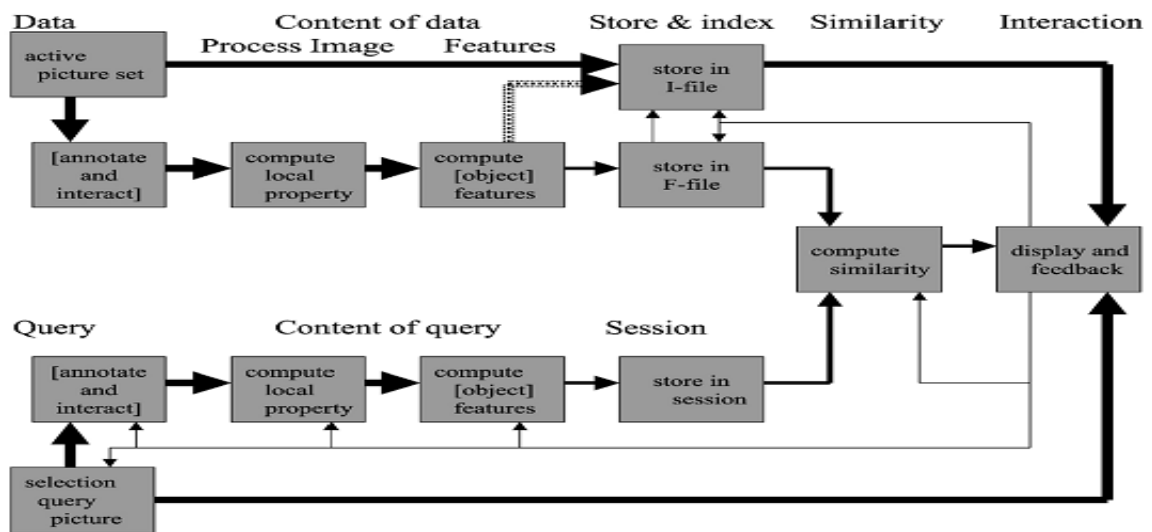 Data
Content of data
Store & index
Similarity
Interaction
Process Image
Features
active
picture set
store in
I-file
[annotate
and
interact]
compute
local
property
compute
[object]
features
store in
F-file
compute
similarity
display and
feedback
Query
Content of query
Session
[annotate
and
interact]
compute
local
property
compute
[object]
features
store in
session
selection
query
picture